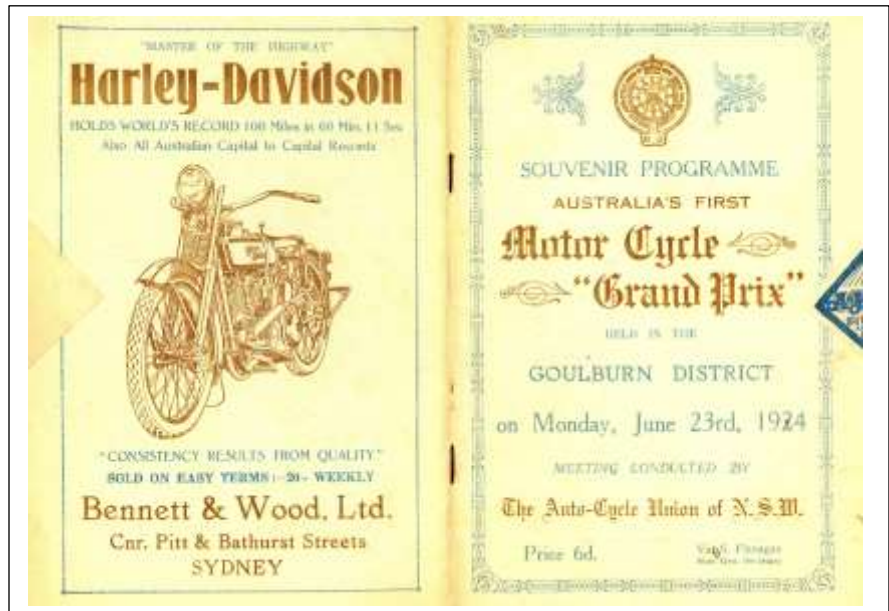 "MASTER OF THE HIGHWAY"
Harley-Davidson
HOLDS WORLD'S RECORD 100 Miles in 60 Min. 11 Sec
Also All Australian Capital to Capital Records
"CONSISTENCY RESULTS FROM QUALITY."
SOLD ON EASY TERMS:-20- WEEKLY
Bennett & Wood, Ltd.
Cnr. Pitt & Bathurst Streets
SYDNEY
SOUVENIR PROGRAMME
AUSTRALIA'S FIRST
Motor Cycle
"Grand Prix"
HELD IN THE
GOULBURN DISTRICT
on Monday, June 23rd, 1924
MEETING CONDUCTED BY
The Auto-Cycle Union of N.S.W.
Price 6d.